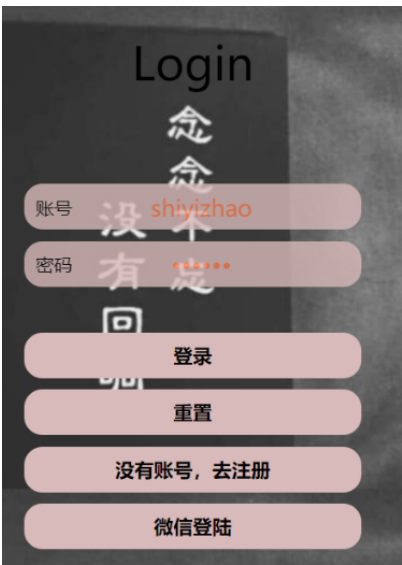 Login
念念不忘
没有回响
账号 shiyizhao
密码 ••••••
登录
重置
没有账号，去注册
微信登陆